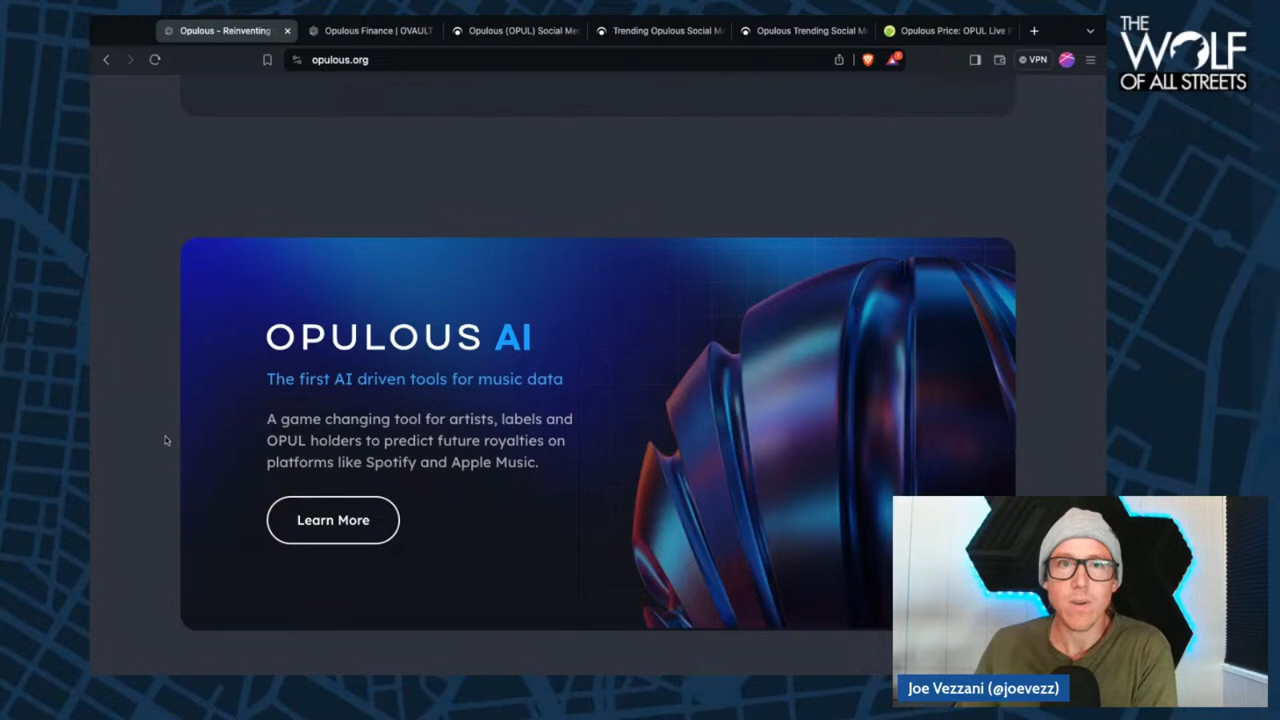 Opulous - Reinventing
Opulous Finance | OVAULT
Opulous (OPUL) Social Me
Trending Opulous Social M
Opulous Trending Social M
Opulous Price: OPUL Live
opulous.org
VPN
THE
WOLF
OF ALL STREETS
OPULOUS AI
The first AI driven tools for music data
A game changing tool for artists, labels and
OPUL holders to predict future royalties on
platforms like Spotify and Apple Music.
Learn More
Joe Vezzani (@joevezz)